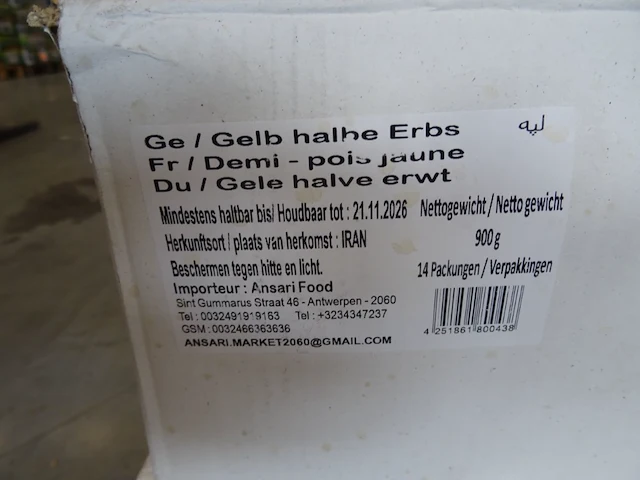 Ge / Gelb halbe Erbs لپه
Fr / Demi - pois jaune
Du / Gele halve erwt
Mindestens haltbar bis/ Houdbaar tot : 21.11.2026 Nettogewicht / Netto gewicht
Herkunftsort / plaats van herkomst : IRAN 900 g
Beschermen tegen hitte en licht. 14 Packungen / Verpakkingen
Importeur : Ansari Food
Sint Gummarus Straat 46 - Antwerpen - 2060
Tel : 0032491919163 Tel : +3234347237
GSM : 0032466363636
ANSARI.MARKET2060@GMAIL.COM
4 251861 800438